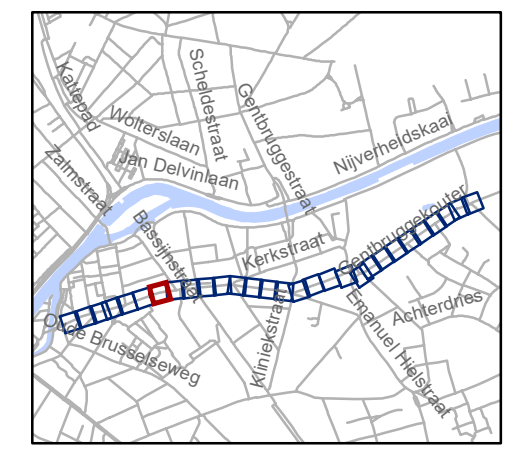 Kattepad
Scheldestraat
Gentbruggestraat
Wolterslaan
Nijverheidskaai
Jan Delvinlaan
Zalmstraat
Bassijnstraat
Gentbruggekouter
Kerkstraat
Achterdries
Oude Brusselseweg
Kliniekstraat
Emanuel Hielstraat